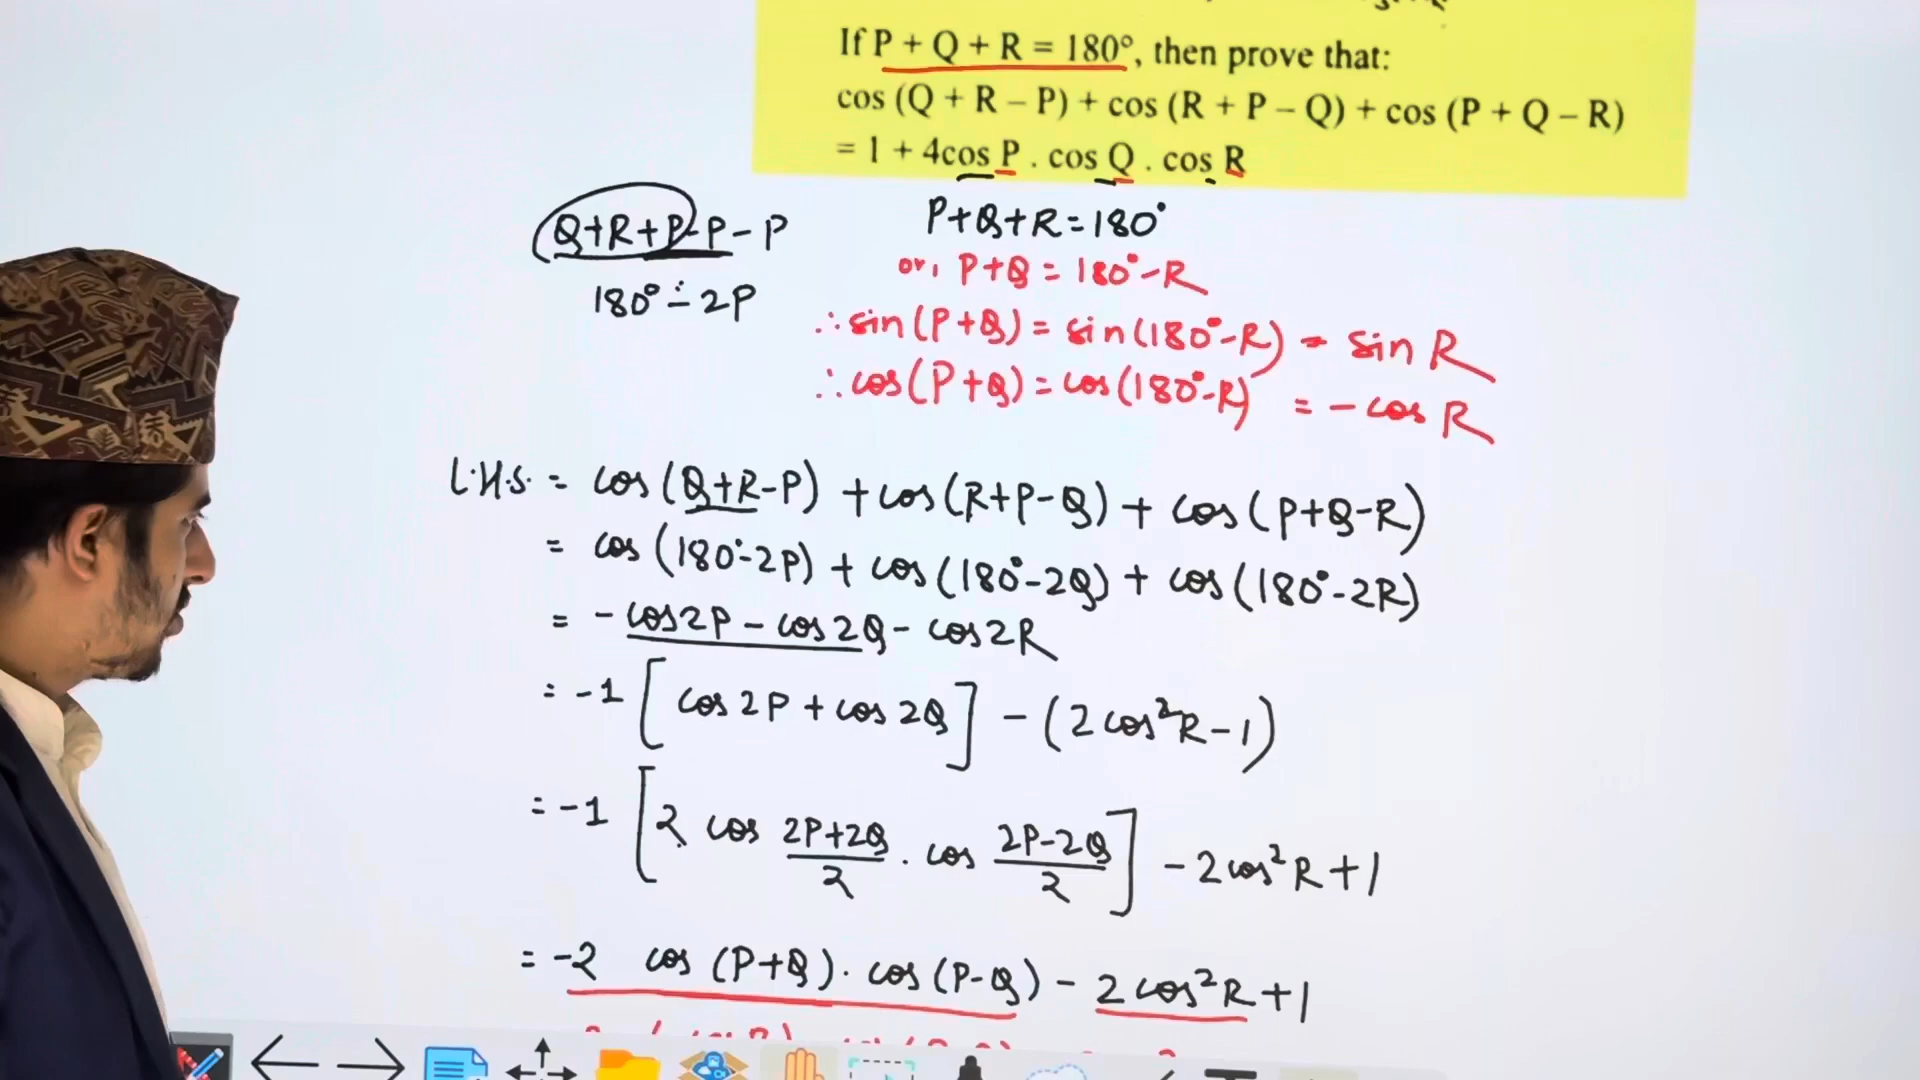 If P + Q + R = 180°, then prove that:
cos (Q + R – P) + cos (R + P – Q) + cos (P + Q – R)
= 1 + 4cos P . cos Q . cos R
Q+R+P-P-P
180° - 2P
P+Q+R=180°
or, P+Q = 180°-R
∴ sin(P+Q) = sin(180°-R) = sin R
∴ cos(P+Q) = cos(180°-R) = - cos R
L.H.S. = cos(Q+R-P) + cos(R+P-Q) + cos(P+Q-R)
= cos(180°-2P) + cos(180°-2Q) + cos(180°-2R)
= - cos2P - cos2Q - cos2R
= -1 [cos 2P + cos 2Q] - (2 cos²R - 1)
= -1 [2 cos (2P+2Q)/2 . cos (2P-2Q)/2] - 2cos²R + 1
= -2 cos(P+Q). cos(P-Q) - 2cos²R + 1